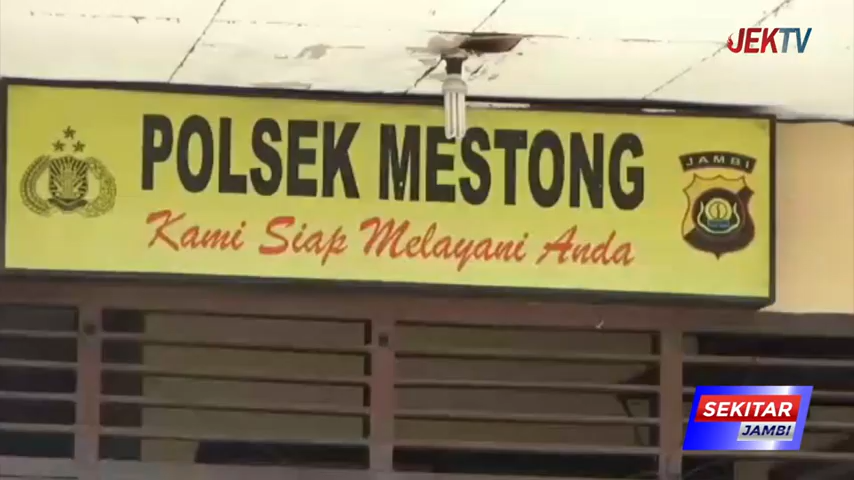 JEKTV
POLSEK MESTONG
JAMBI
Kami Siap Melayani Anda
SEKITAR
JAMBI